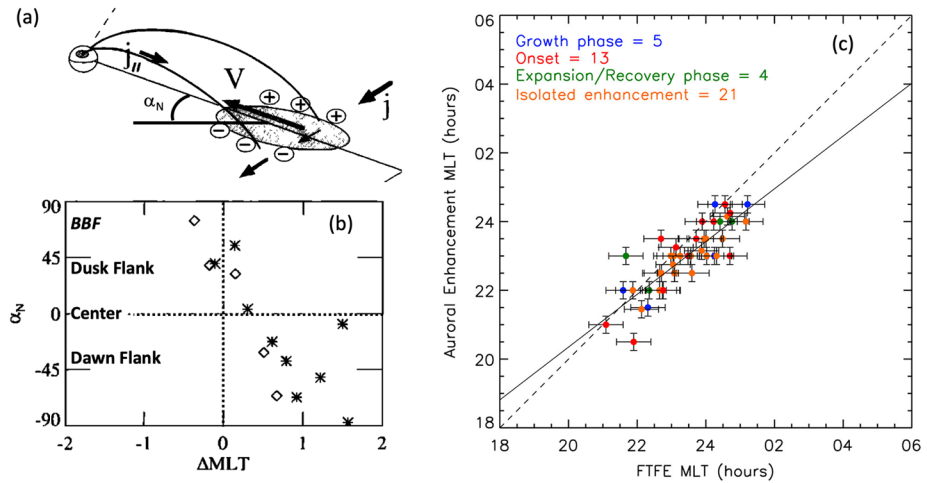 (a)
j||
V
j
αN
+ + +
− − −
(b)
90
45
0
-45
-90
αN
BBF
Dusk Flank
Center
Dawn Flank
-2 -1 0 1 2
ΔMLT
(c)
Growth phase = 5
Onset = 13
Expansion/Recovery phase = 4
Isolated enhancement = 21
06
04
02
24
22
20
18
Auroral Enhancement MLT (hours)
18 20 22 24 02 04 06
FTFE MLT (hours)